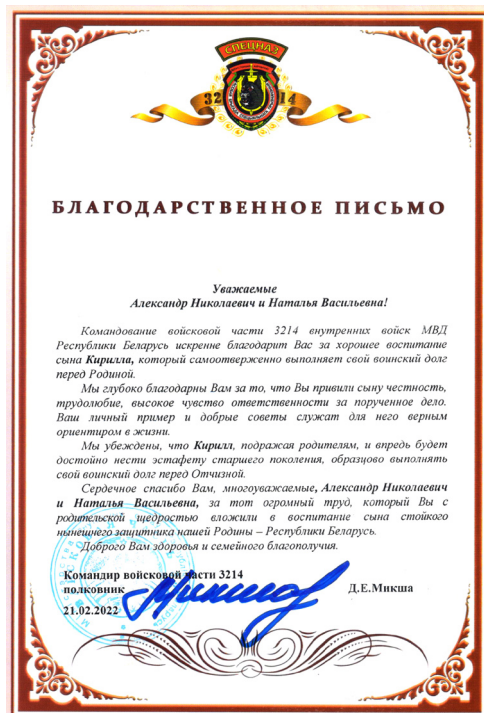 СПЕЦНАЗ
32 14
БЛАГОДАРСТВЕННОЕ ПИСЬМО
Уважаемые
Александр Николаевич и Наталья Васильевна!
Командование войсковой части 3214 внутренних войск МВД
Республики Беларусь искренне благодарит Вас за хорошее воспитание
сына Кирилла, который самоотверженно выполняет свой воинский долг
перед Родиной.
Мы глубоко благодарны Вам за то, что Вы привили сыну честность,
трудолюбие, высокое чувство ответственности за порученное дело.
Ваш личный пример и добрые советы служат для него верным
ориентиром в жизни.
Мы убеждены, что Кирилл, подражая родителям, и впредь будет
достойно нести эстафету старшего поколения, образцово выполнять
свой воинский долг перед Отчизной.
Сердечное спасибо Вам, многоуважаемые, Александр Николаевич
и Наталья Васильевна, за тот огромный труд, который Вы с
родительской щедростью вложили в воспитание сына стойкого
нынешнего защитника нашей Родины – Республики Беларусь.
Доброго Вам здоровья и семейного благополучия.
Командир войсковой части 3214
полковник Д.Е.Микша
21.02.2022